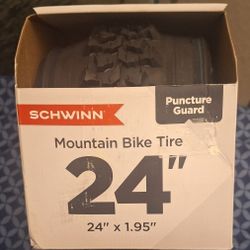 Puncture
Guard
SCHWINN
Mountain Bike Tire
24"
24" x 1.95"